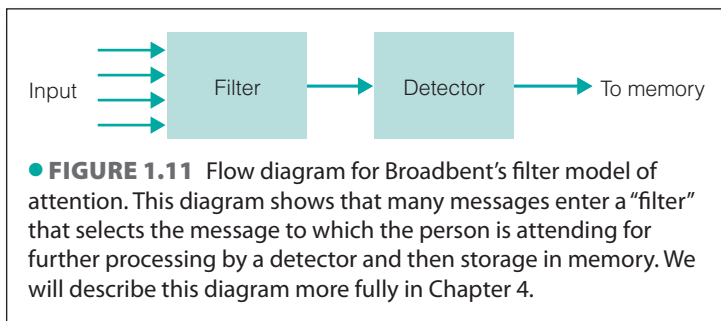 Input Filter Detector To memory
• FIGURE 1.11 Flow diagram for Broadbent’s filter model of
attention. This diagram shows that many messages enter a “filter”
that selects the message to which the person is attending for
further processing by a detector and then storage in memory. We
will describe this diagram more fully in Chapter 4.